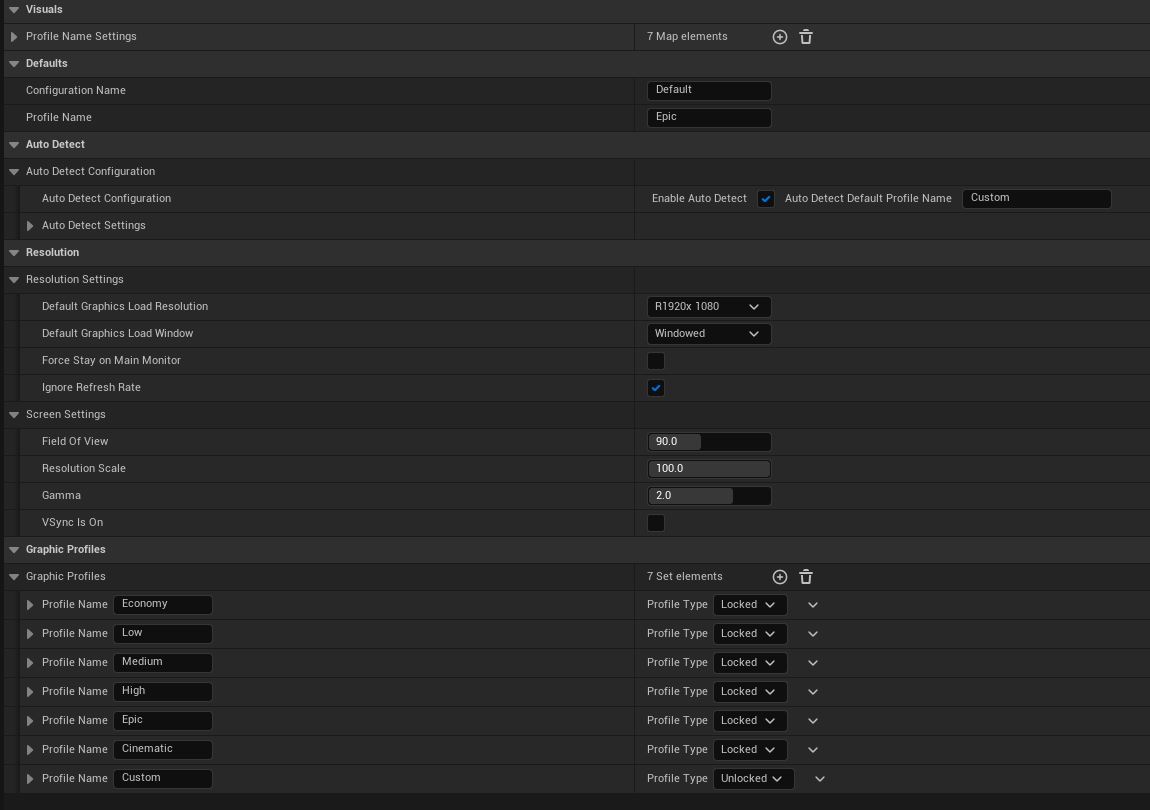 Visuals
Profile Name Settings 7 Map elements
Defaults
Configuration Name Default
Profile Name Epic
Auto Detect
Auto Detect Configuration
Auto Detect Configuration Enable Auto Detect Auto Detect Default Profile Name Custom
Auto Detect Settings
Resolution
Resolution Settings
Default Graphics Load Resolution R1920x 1080
Default Graphics Load Window Windowed
Force Stay on Main Monitor
Ignore Refresh Rate
Screen Settings
Field Of View 90.0
Resolution Scale 100.0
Gamma 2.0
VSync Is On
Graphic Profiles
Graphic Profiles 7 Set elements
Profile Name Economy Profile Type Locked
Profile Name Low Profile Type Locked
Profile Name Medium Profile Type Locked
Profile Name High Profile Type Locked
Profile Name Epic Profile Type Locked
Profile Name Cinematic Profile Type Locked
Profile Name Custom Profile Type Unlocked